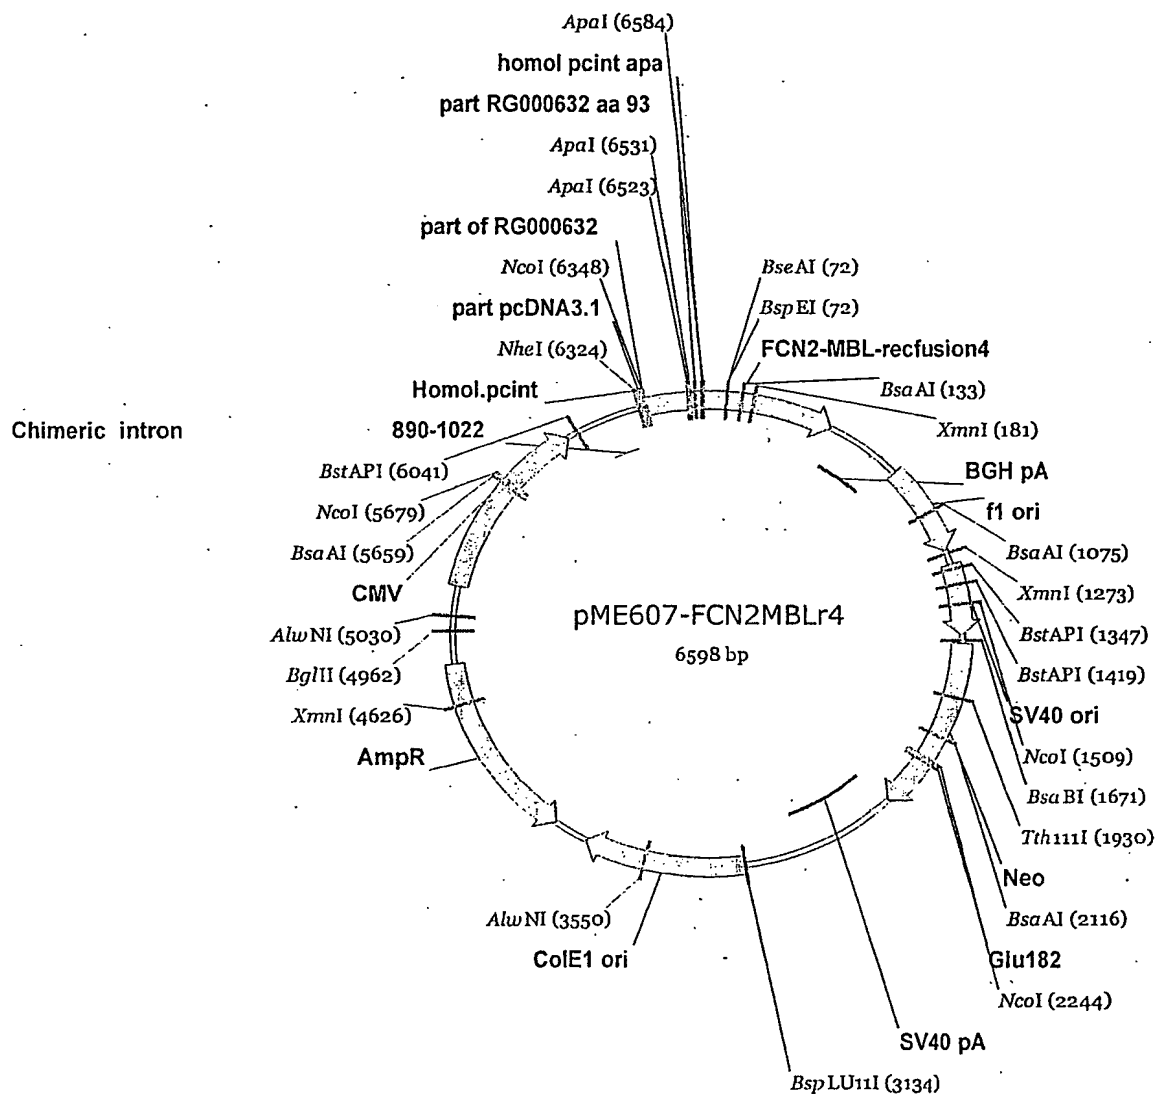 ApaI (6584)
homol pcint apa
part RG000632 aa 93
ApaI (6531)
ApaI (6523)
part of RG000632
NcoI (6348)
part pcDNA3.1
NheI (6324)
Homol.pcint
Chimeric intron
890-1022
BstAPI (6041)
NcoI (5679)
BsaAI (5659)
CMV
AlwNI (5030)
BglII (4962)
XmnI (4626)
AmpR
AlwNI (3550)
ColE1 ori
BseAI (72)
BspEI (72)
FCN2-MBL-recfusion4
BsaAI (133)
XmnI (181)
BGH pA
f1 ori
BsaAI (1075)
XmnI (1273)
BstAPI (1347)
BstAPI (1419)
SV40 ori
NcoI (1509)
BsaBI (1671)
Tth111I (1930)
Neo
BsaAI (2116)
Glu182
NcoI (2244)
SV40 pA
BspLU11I (3134)
pME607-FCN2MBLr4
6598 bp